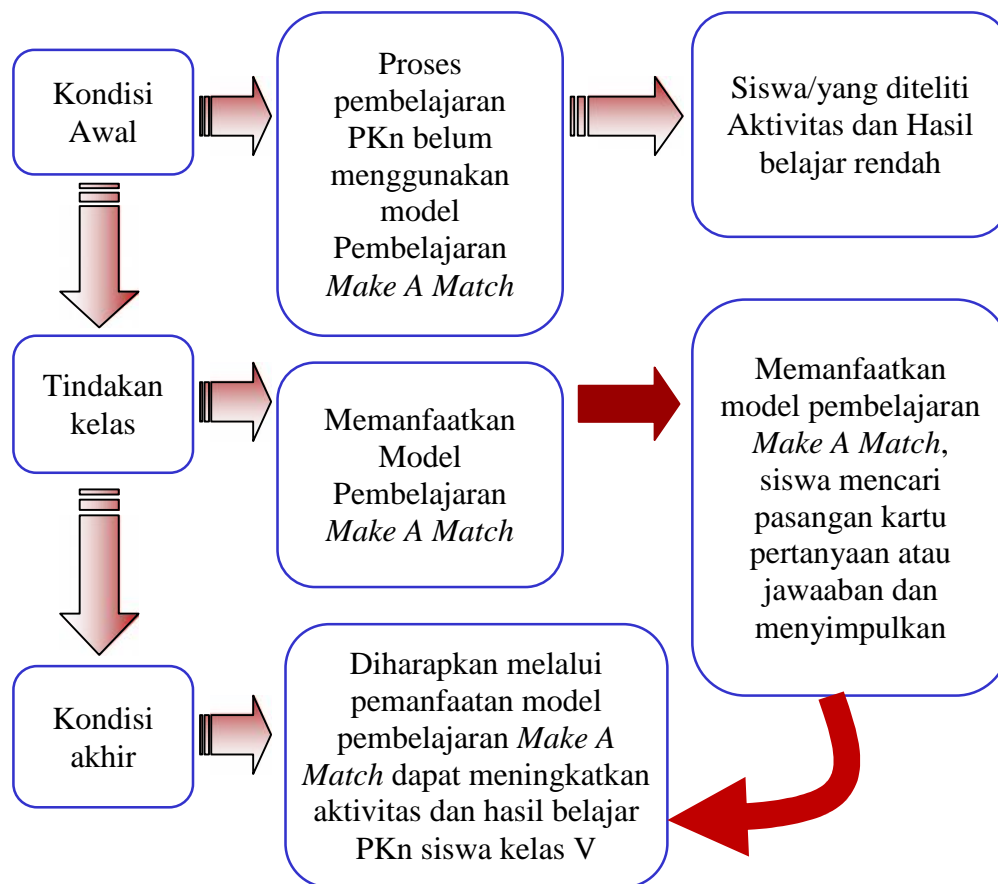 Kondisi
Awal
Proses
pembelajaran
PKn belum
menggunakan
model
Pembelajaran
Make A Match
Siswa/yang diteliti
Aktivitas dan Hasil
belajar rendah
Tindakan
kelas
Memanfaatkan
Model
Pembelajaran
Make A Match
Memanfaatkan
model pembelajaran
Make A Match,
siswa mencari
pasangan kartu
pertanyaan atau
jawaaban dan
menyimpulkan
Kondisi
akhir
Diharapkan melalui
pemanfaatan model
pembelajaran Make A
Match dapat meningkatkan
aktivitas dan hasil belajar
PKn siswa kelas V